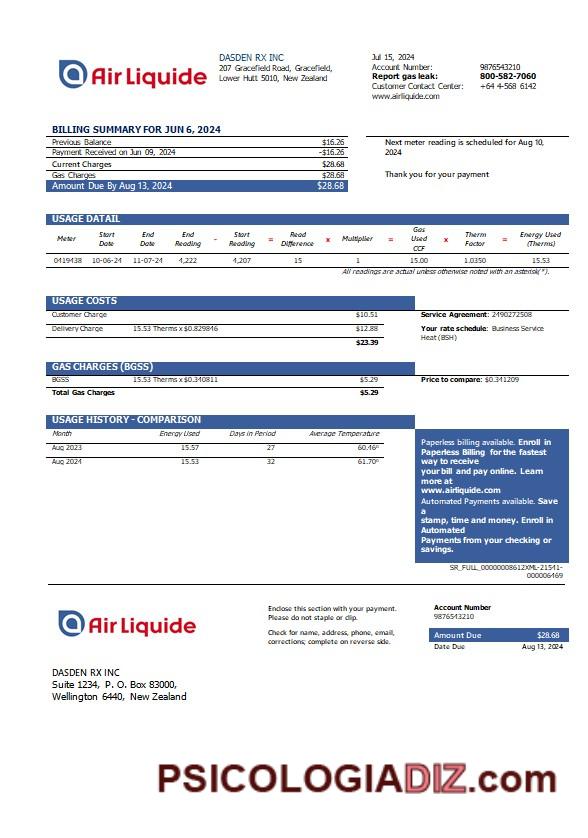 Air Liquide
DASDEN RX INC
207 Gracefield Road, Gracefield,
Lower Hutt 5010, New Zealand
Jul 15, 2024
Account Number: 9876543210
Report gas leak: 800-582-7060
Customer Contact Center: +64 4-568 6142
www.airliquide.com
BILLING SUMMARY FOR JUN 6, 2024
Previous Balance $16.26
Payment Received on Jun 09, 2024 -$16.26
Current Charges $28.68
Gas Charges $28.68
Amount Due By Aug 13, 2024 $28.68
Next meter reading is scheduled for Aug 10,
2024
Thank you for your payment
USAGE DATAIL
Meter Start Date End Date End Reading - Start Reading = Read Difference x Multiplier = Gas Used CCF x Therm Factor = Energy Used (Therms)
0419438 10-06-24 11-07-24 4,222 4,207 15 1 15.00 1.0350 15.53
All readings are actual unless otherwise noted with an asterisk(*).
USAGE COSTS
Customer Charge $10.51
Delivery Charge 15.53 Therms x $0.829846 $12.88
$23.39
Service Agreement: 2490272508
Your rate schedule: Business Service
Heat (BSH)
GAS CHARGES (BGSS)
BGSS 15.53 Therms x $0.340811 $5.29
Total Gas Charges $5.29
Price to compare: $0.341209
USAGE HISTORY - COMPARISON
Month Energy Used Days in Period Average Temperature
Aug 2023 15.57 27 60.46º
Aug 2024 15.53 32 61.70º
Paperless billing available. Enroll in
Paperless Billing for the fastest
way to receive
your bill and pay online. Learn
more at
www.airliquide.com
Automated Payments available. Save
a
stamp, time and money. Enroll in
Automated
Payments from your checking or
savings.
SR_FULL_00000008612XML-21541-
000006469
Air Liquide
Enclose this section with your payment.
Please do not staple or clip.
Check for name, address, phone, email,
corrections; complete on reverse side.
Account Number
9876543210
Amount Due $28.68
Date Due Aug 13, 2024
DASDEN RX INC
Suite 1234, P. O. Box 83000,
Wellington 6440, New Zealand
PSICOLOGIADIZ.com